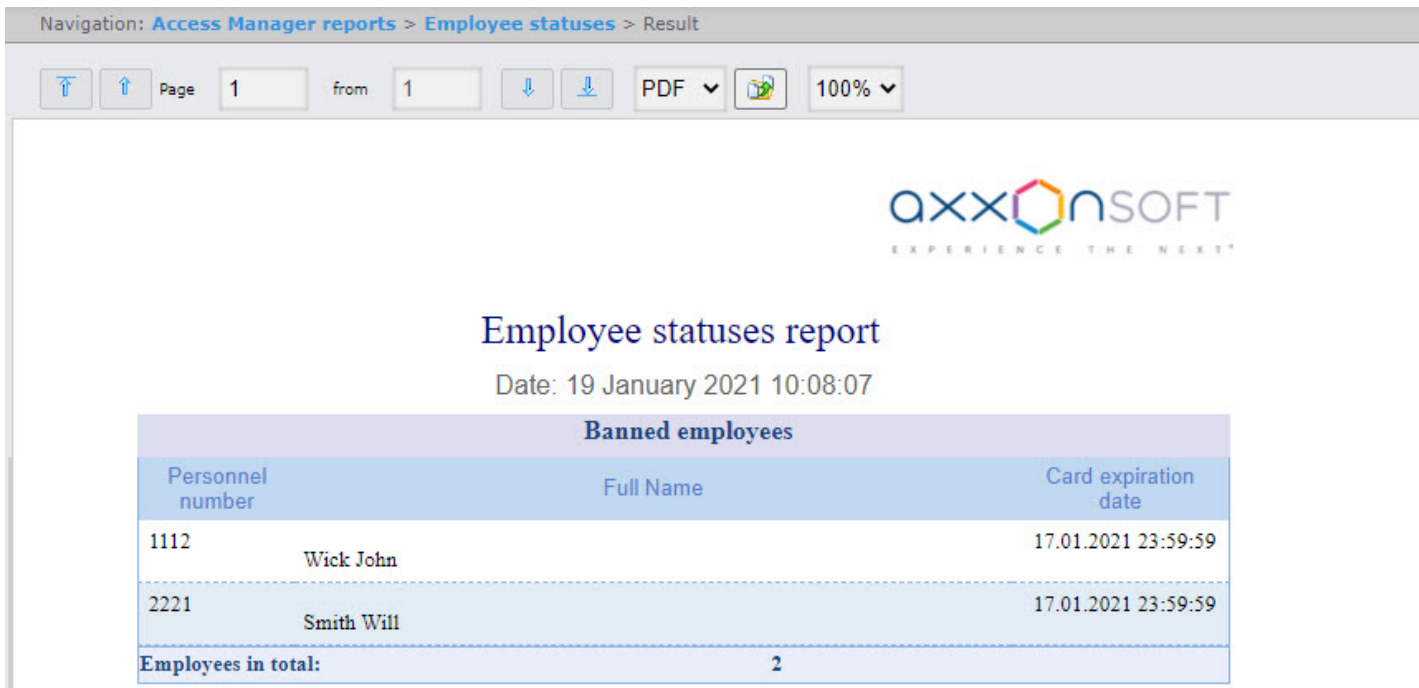 Navigation: Access Manager reports > Employee statuses > Result
Page 1 from 1 PDF 100%
axxonsoft
EXPERIENCE THE NEXT®
Employee statuses report
Date: 19 January 2021 10:08:07
Banned employees
Personnel number Full Name Card expiration date
1112 Wick John 17.01.2021 23:59:59
2221 Smith Will 17.01.2021 23:59:59
Employees in total: 2